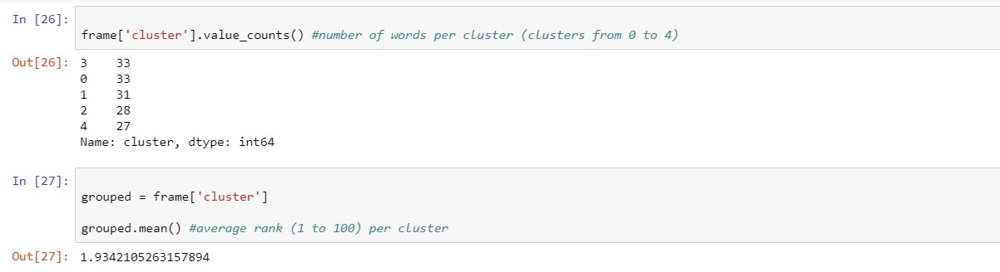 In [26]:
frame['cluster'].value_counts() #number of words per cluster (clusters from 0 to 4)
Out[26]: 3    33
0    33
1    31
2    28
4    27
Name: cluster, dtype: int64
In [27]:
grouped = frame['cluster']
grouped.mean() #average rank (1 to 100) per cluster
Out[27]: 1.9342105263157894